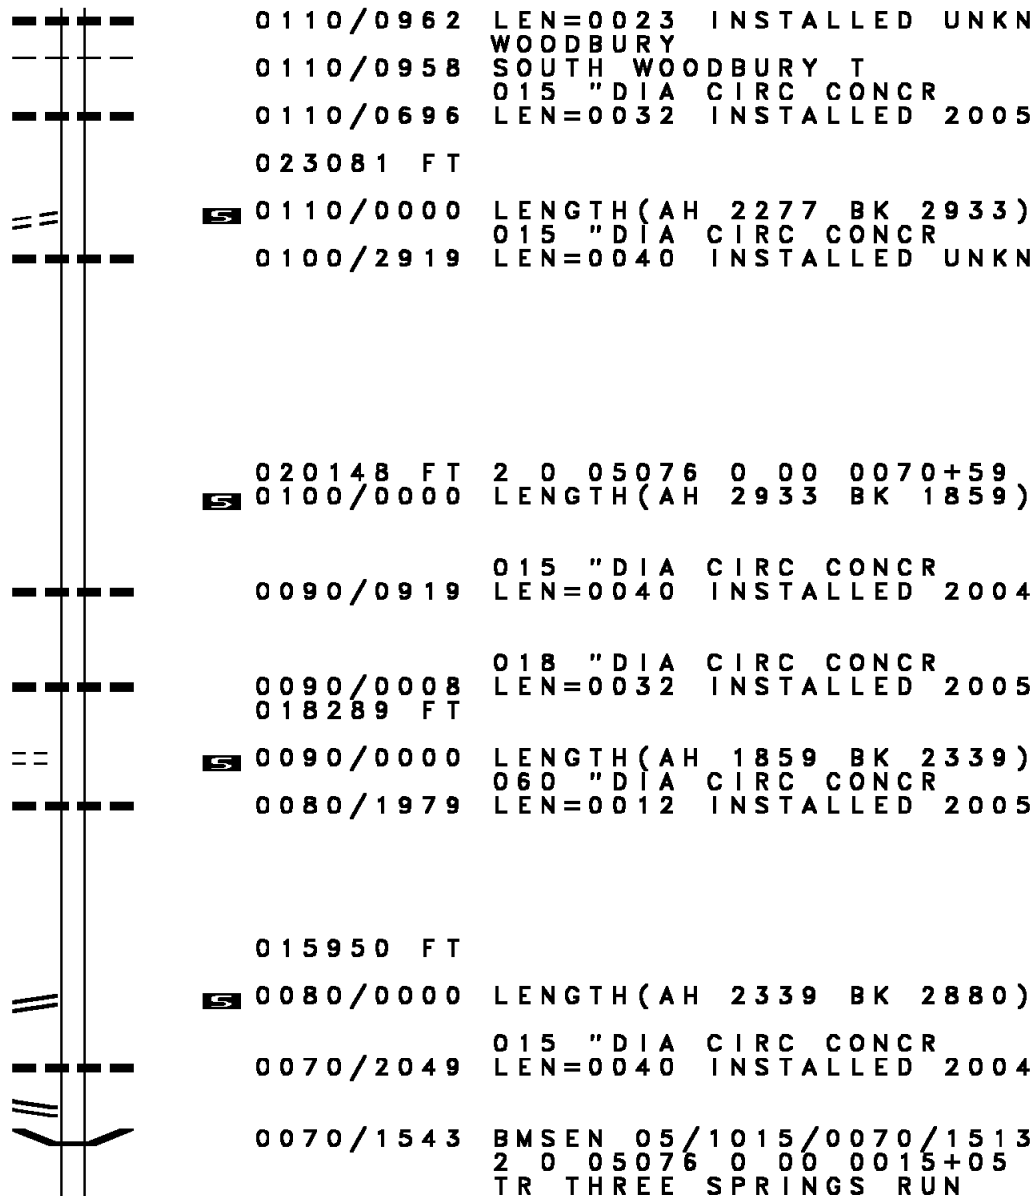 0110/0962 LEN=0023 INSTALLED UNKN
WOODBURY
0110/0958 SOUTH WOODBURY T
015 "DIA CIRC CONCR
0110/0696 LEN=0032 INSTALLED 2005
023081 FT
S 0110/0000 LENGTH(AH 2277 BK 2933)
015 "DIA CIRC CONCR
0100/2919 LEN=0040 INSTALLED UNKN
020148 FT 2 0 05076 0 00 0070+59
S 0100/0000 LENGTH(AH 2933 BK 1859)
015 "DIA CIRC CONCR
0090/0919 LEN=0040 INSTALLED 2004
018 "DIA CIRC CONCR
0090/0008 LEN=0032 INSTALLED 2005
018289 FT
S 0090/0000 LENGTH(AH 1859 BK 2339)
060 "DIA CIRC CONCR
0080/1979 LEN=0012 INSTALLED 2005
015950 FT
S 0080/0000 LENGTH(AH 2339 BK 2880)
015 "DIA CIRC CONCR
0070/2049 LEN=0040 INSTALLED 2004
0070/1543 BMSEN 05/1015/0070/1513
2 0 05076 0 00 0015+05
TR THREE SPRINGS RUN